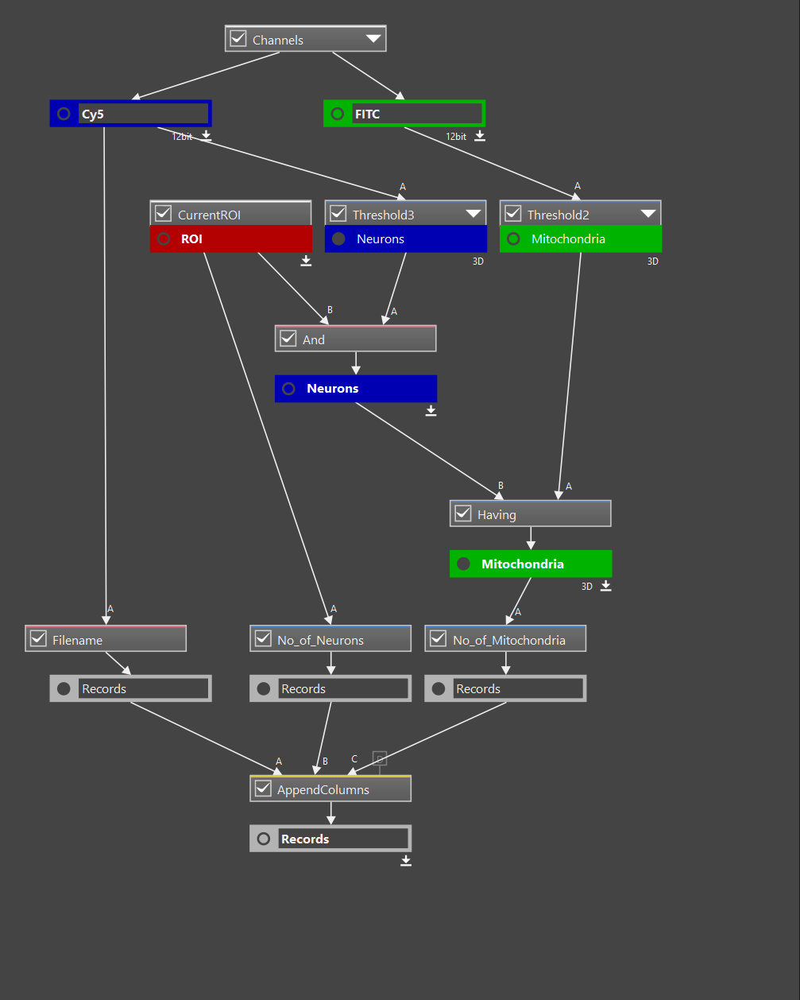 Channels
Cy5
FITC
12bit
12bit
A
A
CurrentROI
Threshold3
Threshold2
ROI
Neurons
Mitochondria
3D
3D
B
A
And
Neurons
B
A
Having
Mitochondria
3D
A
A
A
Filename
No_of_Neurons
No_of_Mitochondria
Records
Records
Records
A
B
C
D
AppendColumns
Records